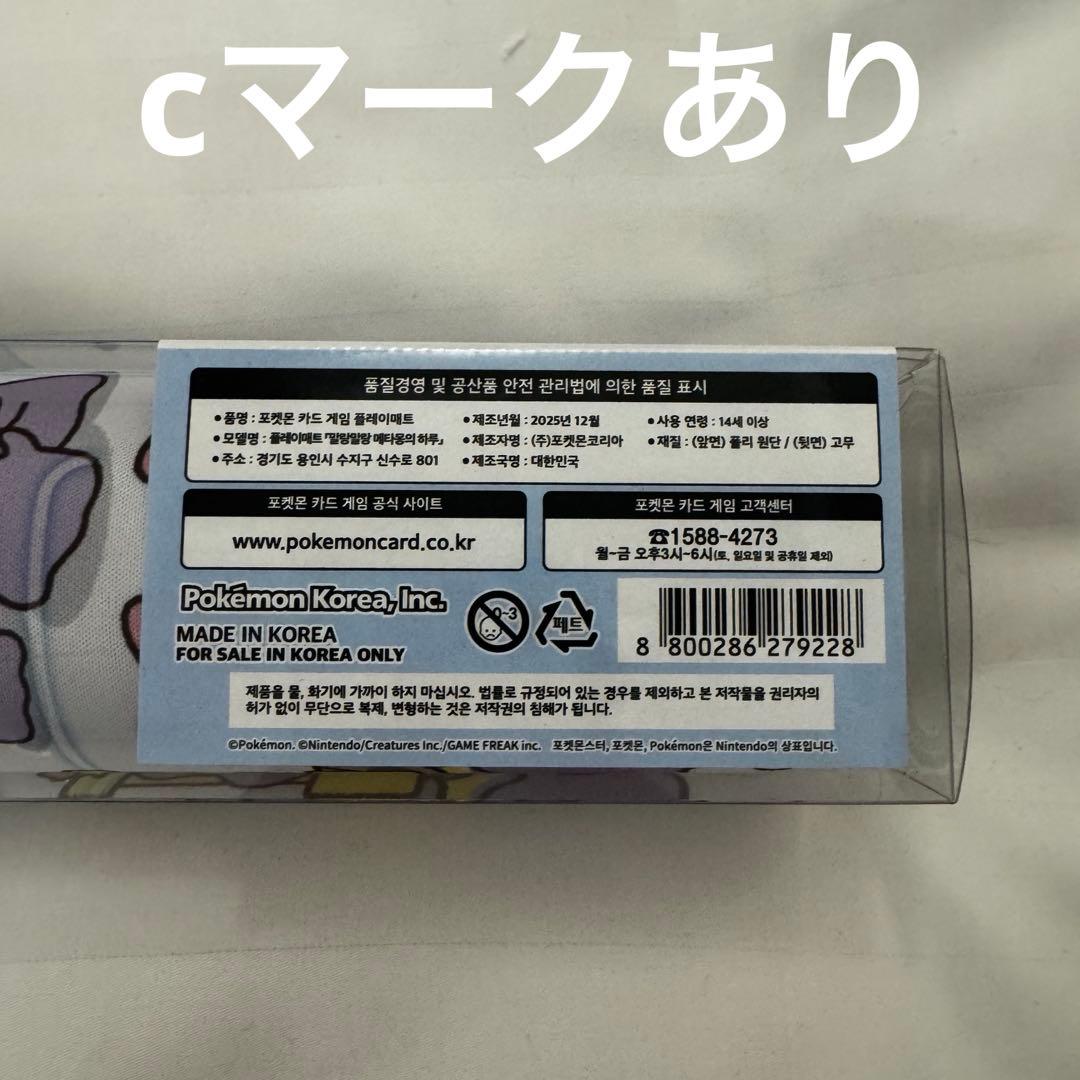 cマークあり
품질경영 및 공산품 안전 관리법에 의한 품질 표시
•품명 : 포켓몬 카드 게임 플레이매트 •제조년월 : 2025년 12월 •사용 연령 : 14세 이상
•모델명 : 플레이매트 『말랑말랑 메타몽의 하루』 •제조자명 : (주)포켓몬코리아 •재질 : (앞면) 폴리 원단 / (뒷면) 고무
•주소 : 경기도 용인시 수지구 신수로 801 •제조국명 : 대한민국
포켓몬 카드 게임 공식 사이트
www.pokemoncard.co.kr
포켓몬 카드 게임 고객센터
☎1588-4273
월~금 오후3시~6시(토, 일요일 및 공휴일 제외)
Pokémon Korea, Inc.
MADE IN KOREA
FOR SALE IN KOREA ONLY
0-3
페트
8 800286 279228
제품을 물, 화기에 가까이 하지 마십시오. 법률로 규정되어 있는 경우를 제외하고 본 저작물을 권리자의
허가 없이 무단으로 복제, 변형하는 것은 저작권의 침해가 됩니다.
©Pokémon. ©Nintendo/Creatures Inc./GAME FREAK inc. 포켓몬스터, 포켓몬, Pokémon은 Nintendo의 상표입니다.